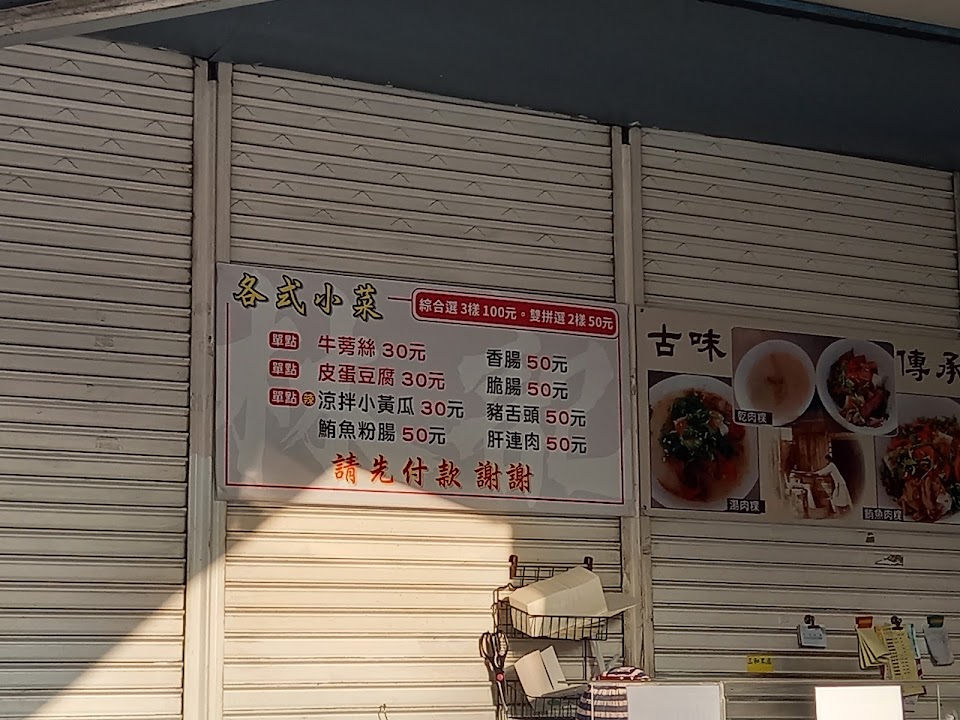 各式小菜
綜合選3樣100元。雙拼選2樣50元
單點 牛蒡絲 30元
單點 皮蛋豆腐 30元
單點 涼拌小黃瓜 30元
鮪魚粉腸 50元
香腸 50元
脆腸 50元
豬舌頭 50元
肝連肉 50元
請先付款 謝謝
古味
傳承
乾肉粿
湯肉粿
鮪魚肉粿